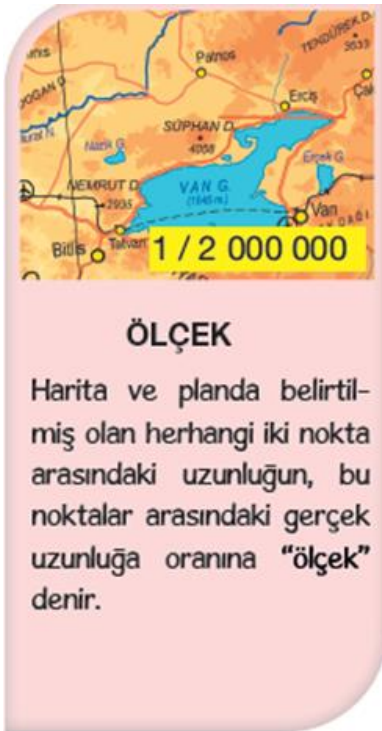 Patnos
TENDÜREK D.
3533
Erciş
SÜPHAN D.
4058
Nazik G.
Erçek G.
NEMRUT D.
2935
VAN G.
(1646 m.)
Van
Bitlis
Tatvan
1 / 2 000 000
ÖLÇEK
Harita ve planda belirtil-
miş olan herhangi iki nokta
arasındaki uzunluğun, bu
noktalar arasındaki gerçek
uzunluğa oranına “ölçek”
denir.